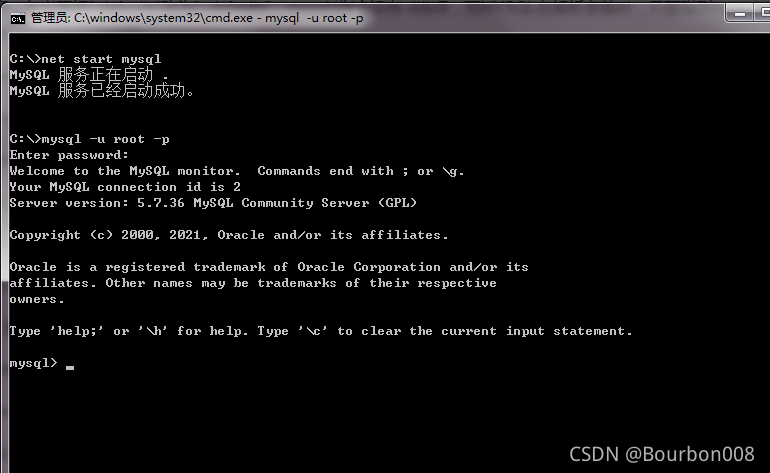 管理员: C:\windows\system32\cmd.exe - mysql  -u root -p
C:\>net start mysql
MySQL 服务正在启动 .
MySQL 服务已经启动成功。
C:\>mysql -u root -p
Enter password:
Welcome to the MySQL monitor.  Commands end with ; or \g.
Your MySQL connection id is 2
Server version: 5.7.36 MySQL Community Server (GPL)
Copyright (c) 2000, 2021, Oracle and/or its affiliates.
Oracle is a registered trademark of Oracle Corporation and/or its
affiliates. Other names may be trademarks of their respective
owners.
Type 'help;' or '\h' for help. Type '\c' to clear the current input statement.
mysql>
CSDN @Bourbon008